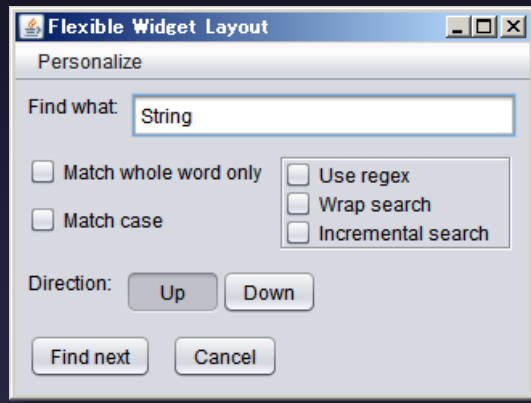 Flexible Widget Layout
Personalize
Find what: String
Match whole word only
Match case
Use regex
Wrap search
Incremental search
Direction: Up Down
Find next Cancel